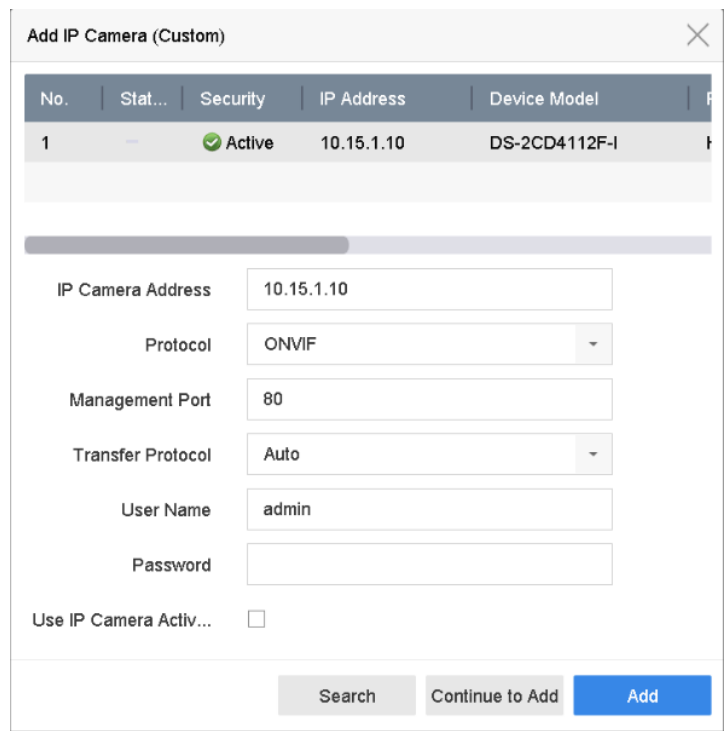 Add IP Camera (Custom)
No. Stat... Security IP Address Device Model
1 Active 10.15.1.10 DS-2CD4112F-I
IP Camera Address 10.15.1.10
Protocol ONVIF
Management Port 80
Transfer Protocol Auto
User Name admin
Password
Use IP Camera Activ...
Search Continue to Add Add